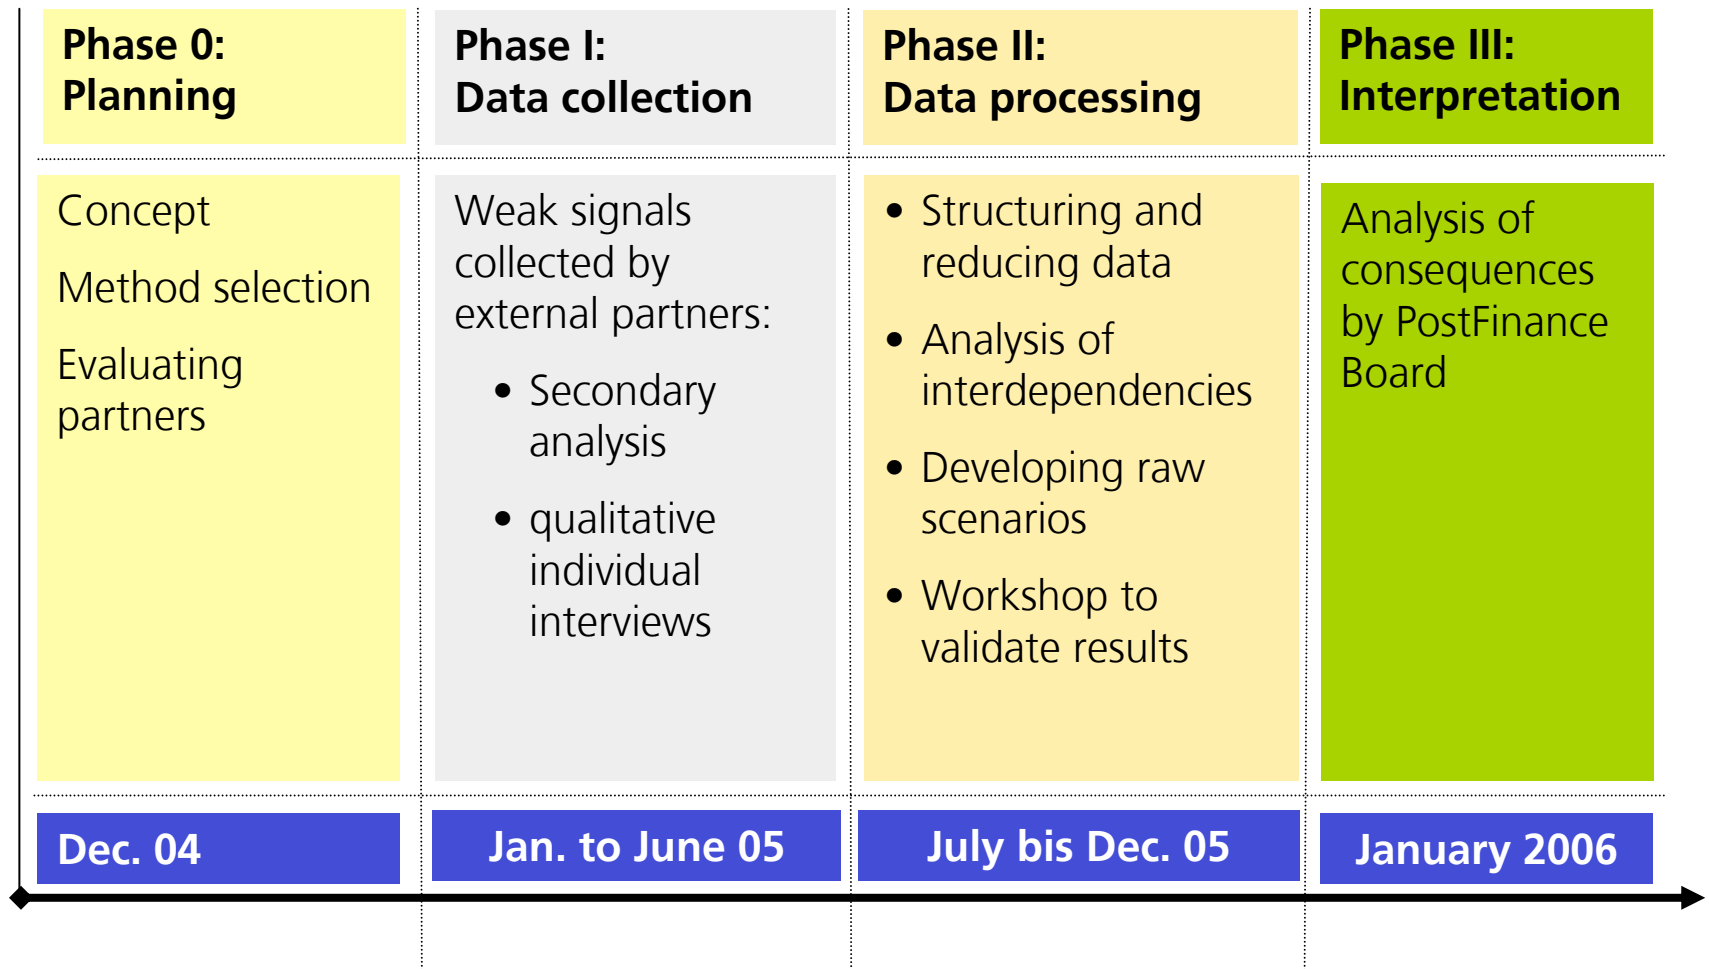 Phase 0:
Planning
Phase I:
Data collection
Phase II:
Data processing
Phase III:
Interpretation
Concept
Method selection
Evaluating
partners
Weak signals
collected by
external partners:
• Secondary
analysis
• qualitative
individual
interviews
• Structuring and
reducing data
• Analysis of
interdependencies
• Developing raw
scenarios
• Workshop to
validate results
Analysis of
consequences
by PostFinance
Board
Dec. 04
Jan. to June 05
July bis Dec. 05
January 2006